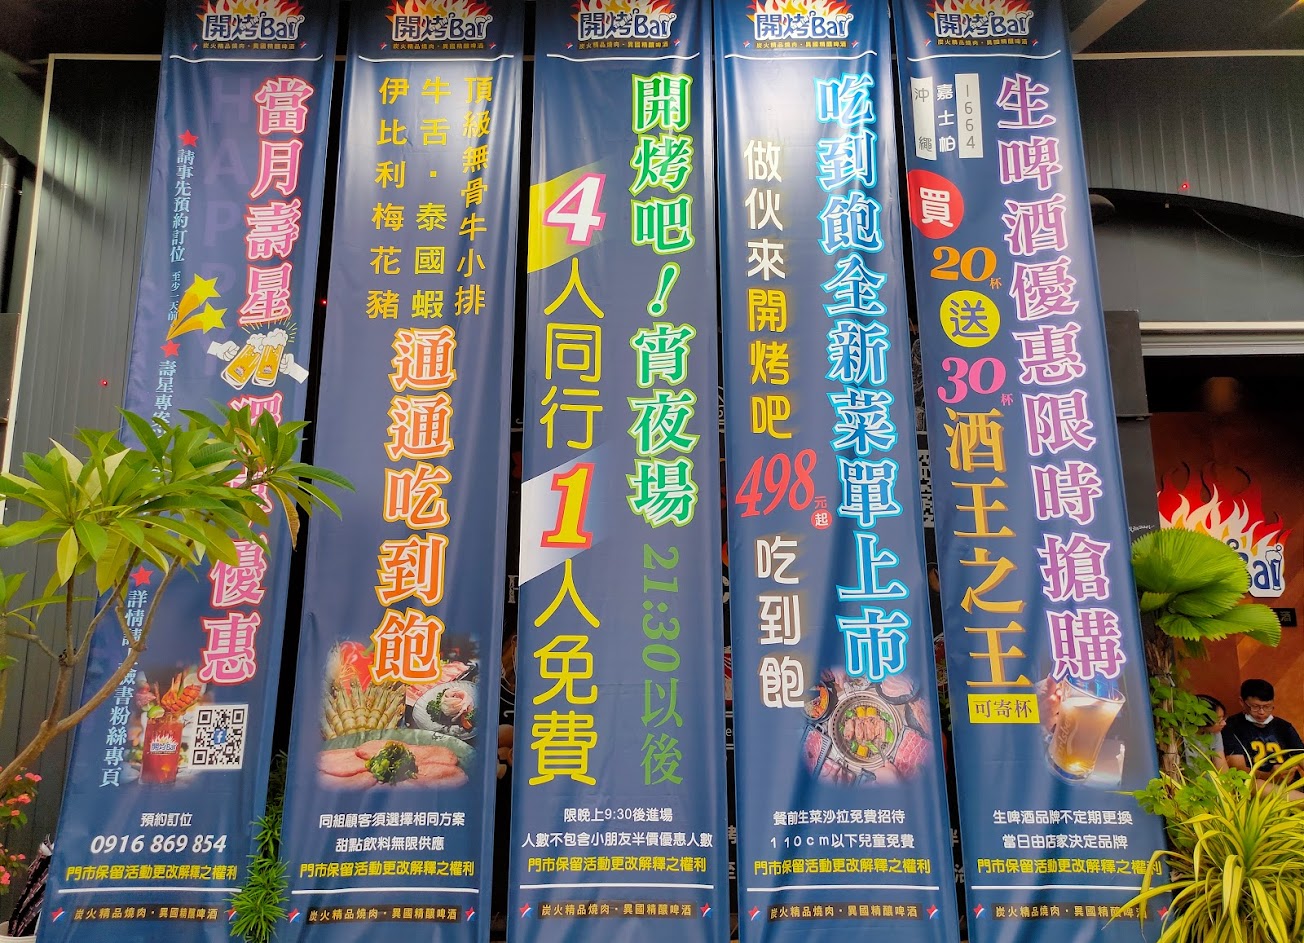 開烤Bar
炭火精品燒肉・異國精釀啤酒
當月壽星
優惠
請事先預約訂位 至少一天前
壽星專案
詳情請
臉書粉絲專頁
預約訂位
0916 869 854
門市保留活動更改解釋之權利
開烤Bar
炭火精品燒肉・異國精釀啤酒
頂級無骨牛小排
牛舌・泰國蝦
伊比利梅花豬
通通吃到飽
同組顧客須選擇相同方案
甜點飲料無限供應
門市保留活動更改解釋之權利
炭火精品燒肉・異國精釀啤酒
開烤Bar
炭火精品燒肉・異國精釀啤酒
開烤吧！宵夜場
21:30以後
4人同行1人免費
限晚上9:30後進場
人數不包含小朋友半價優惠人數
門市保留活動更改解釋之權利
炭火精品燒肉・異國精釀啤酒
開烤Bar
炭火精品燒肉・異國精釀啤酒
吃到飽全新菜單上市
做伙來開烤吧
498元起
吃到飽
餐前生菜沙拉免費招待
110cm以下兒童免費
門市保留活動更改解釋之權利
炭火精品燒肉・異國精釀啤酒
開烤Bar
炭火精品燒肉・異國精釀啤酒
生啤酒優惠限時搶購
1664
嘉士柏
沖繩
買20杯
送30杯
酒王之王
可寄杯
生啤酒品牌不定期更換
當日由店家決定品牌
門市保留活動更改解釋之權利
炭火精品燒肉・異國精釀啤酒